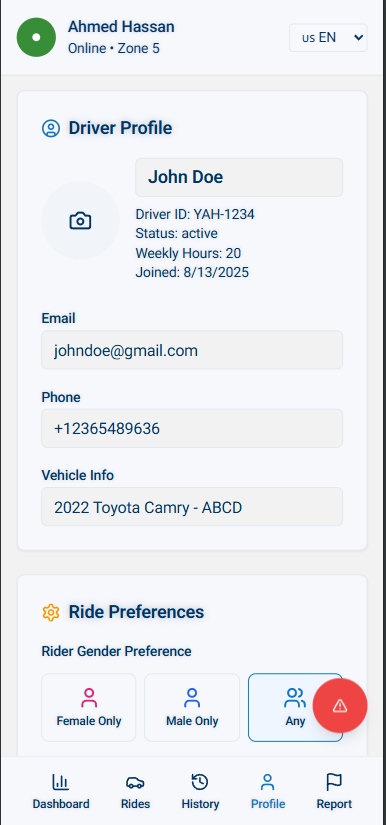 Ahmed Hassan
Online • Zone 5
us EN
Driver Profile
John Doe
Driver ID: YAH-1234
Status: active
Weekly Hours: 20
Joined: 8/13/2025
Email
johndoe@gmail.com
Phone
+12365489636
Vehicle Info
2022 Toyota Camry - ABCD
Ride Preferences
Rider Gender Preference
Female Only
Male Only
Any
Dashboard
Rides
History
Profile
Report